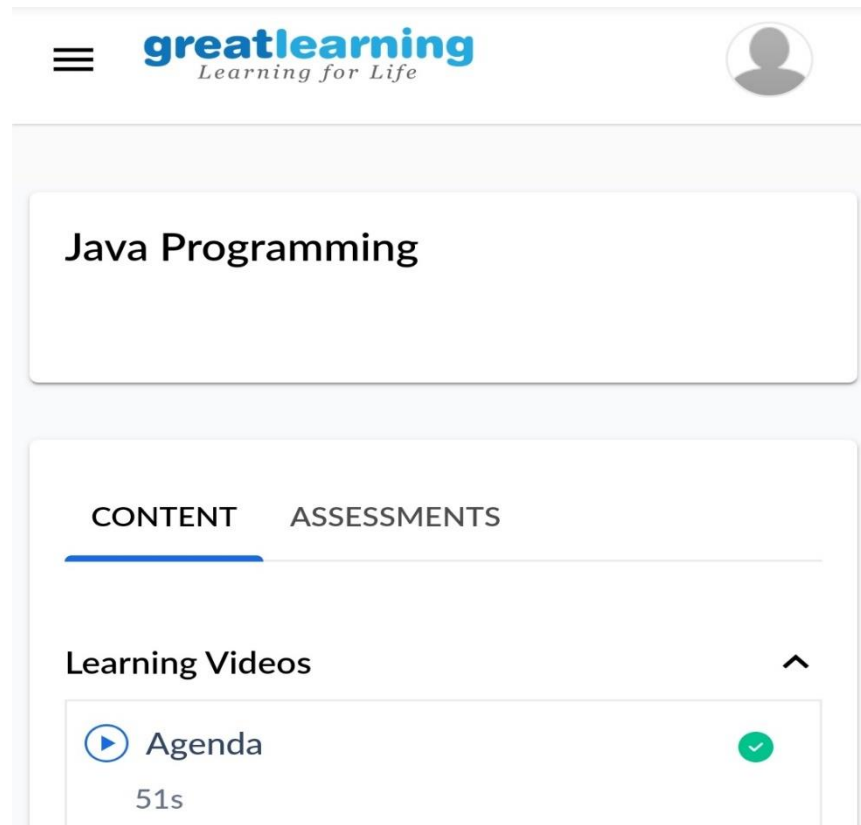 greatlearning
Learning for Life
Java Programming
CONTENT ASSESSMENTS
Learning Videos
Agenda
51s